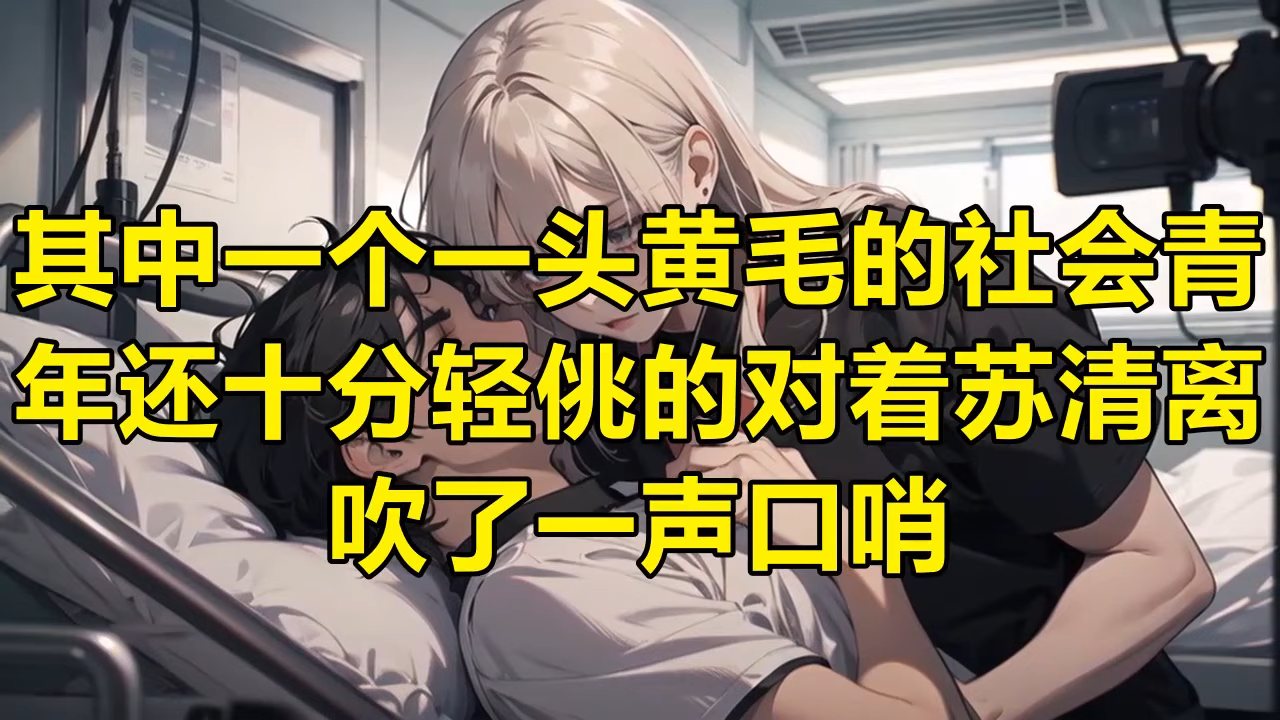 其中一个一头黄毛的社会青
年还十分轻佻的对着苏清离
吹了一声口哨